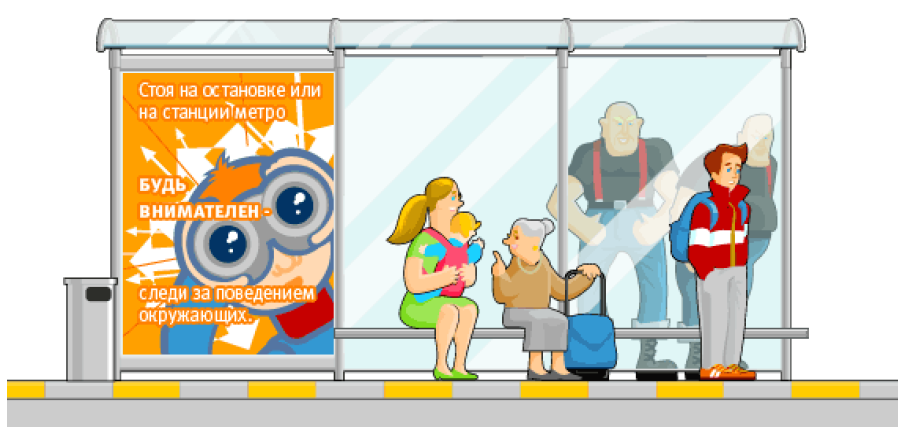 Стоя на остановке или
на станции метро
БУДЬ
ВНИМАТЕЛЕН -
следи за поведением
окружающих.
? ?